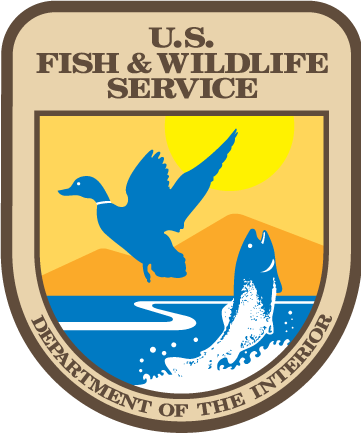 U.S.
FISH & WILDLIFE
SERVICE
DEPARTMENT OF THE INTERIOR